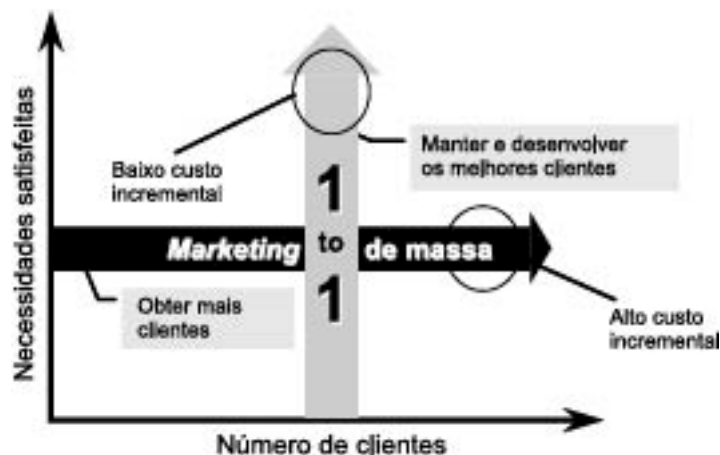 Necessidades satisfeitas
Baixo custo
incremental
Manter e desenvolver
os melhores clientes
1
to
1
Marketing de massa
Obter mais
clientes
Alto custo
incremental
Número de clientes